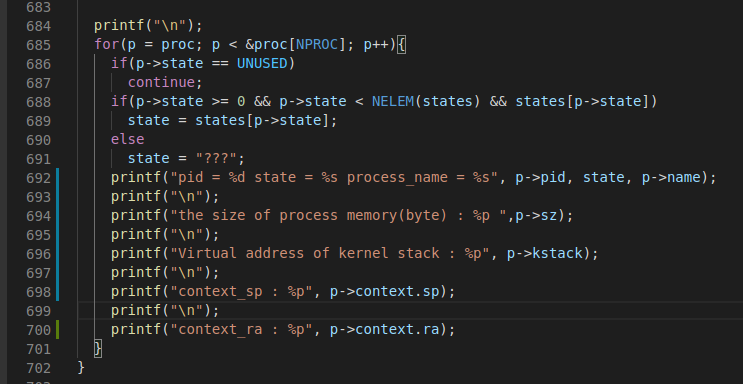 683
684 printf("\n");
685 for(p = proc; p < &proc[NPROC]; p++){
686 if(p->state == UNUSED)
687 continue;
688 if(p->state >= 0 && p->state < NELEM(states) && states[p->state])
689 state = states[p->state];
690 else
691 state = "???";
692 printf("pid = %d state = %s process_name = %s", p->pid, state, p->name);
693 printf("\n");
694 printf("the size of process memory(byte) : %p ",p->sz);
695 printf("\n");
696 printf("Virtual address of kernel stack : %p", p->kstack);
697 printf("\n");
698 printf("context_sp : %p", p->context.sp);
699 printf("\n");
700 printf("context_ra : %p", p->context.ra);
701 }
702 }